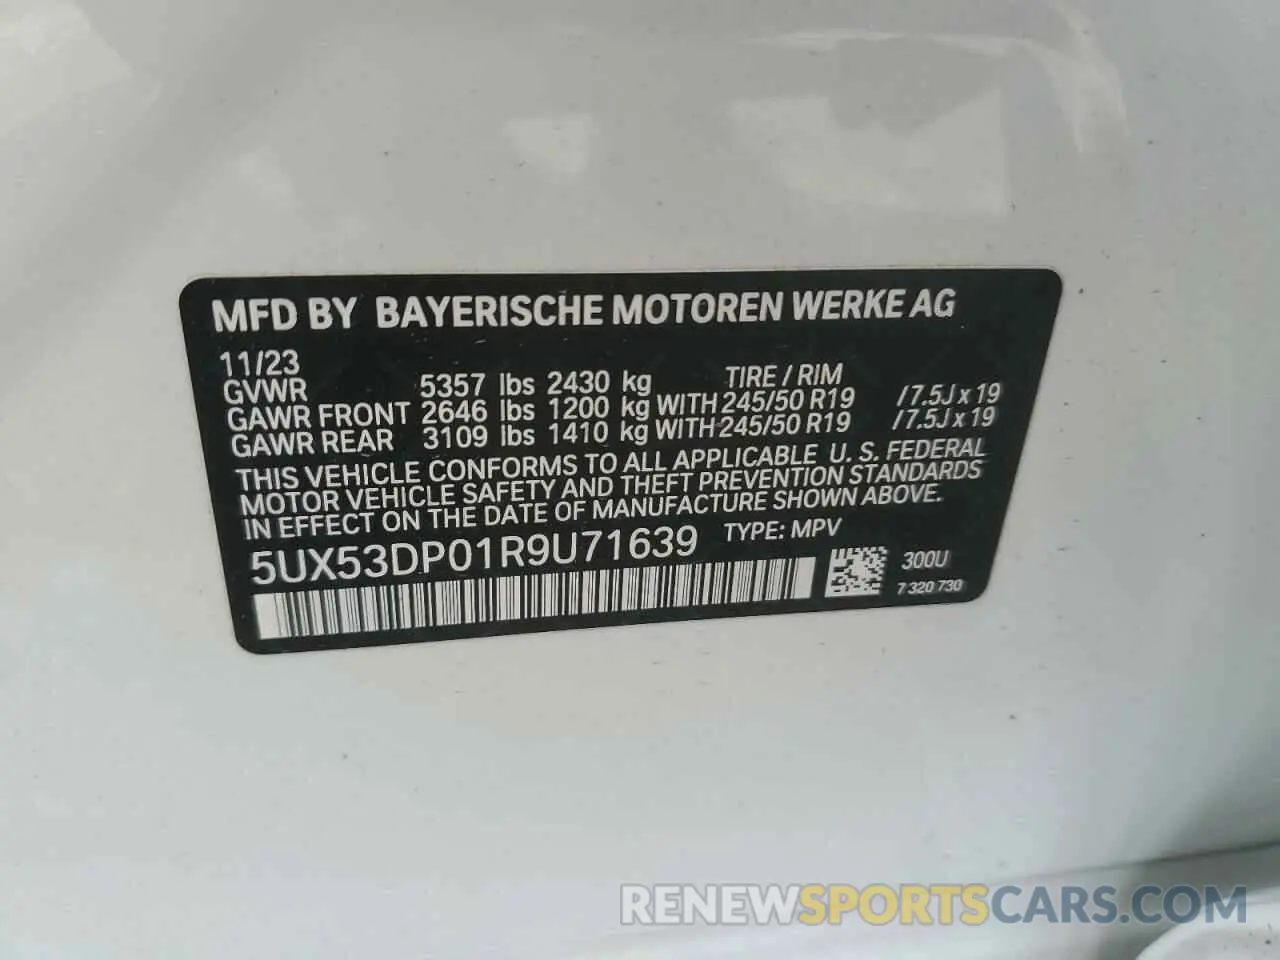 MFD BY BAYERISCHE MOTOREN WERKE AG
11/23
GVWR 5357 lbs 2430 kg TIRE / RIM
GAWR FRONT 2646 lbs 1200 kg WITH 245/50 R19 / 7.5J x 19
GAWR REAR 3109 lbs 1410 kg WITH 245/50 R19 / 7.5J x 19
THIS VEHICLE CONFORMS TO ALL APPLICABLE U. S. FEDERAL
MOTOR VEHICLE SAFETY AND THEFT PREVENTION STANDARDS
IN EFFECT ON THE DATE OF MANUFACTURE SHOWN ABOVE.
5UX53DP01R9U71639 TYPE: MPV
300U
7 320 730
RENEWSPORTSCARS.COM